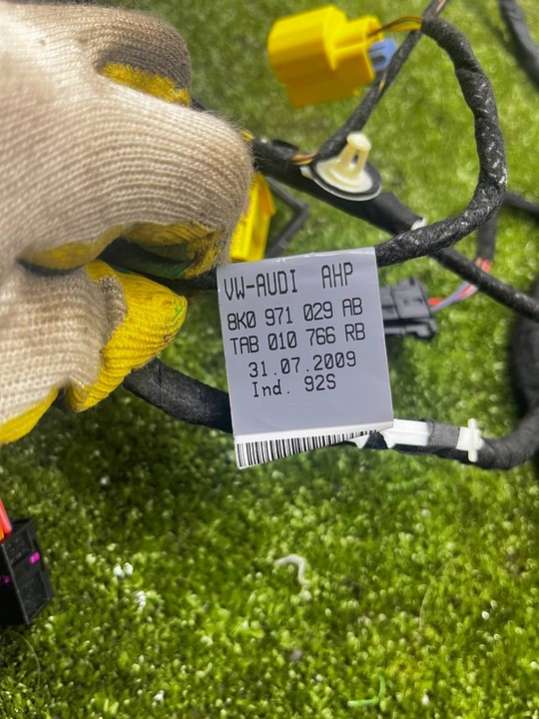 VW-AUDI AHP
8K0 971 029 AB
TAB 010 766 RB
31.07.2009
Ind. 92S